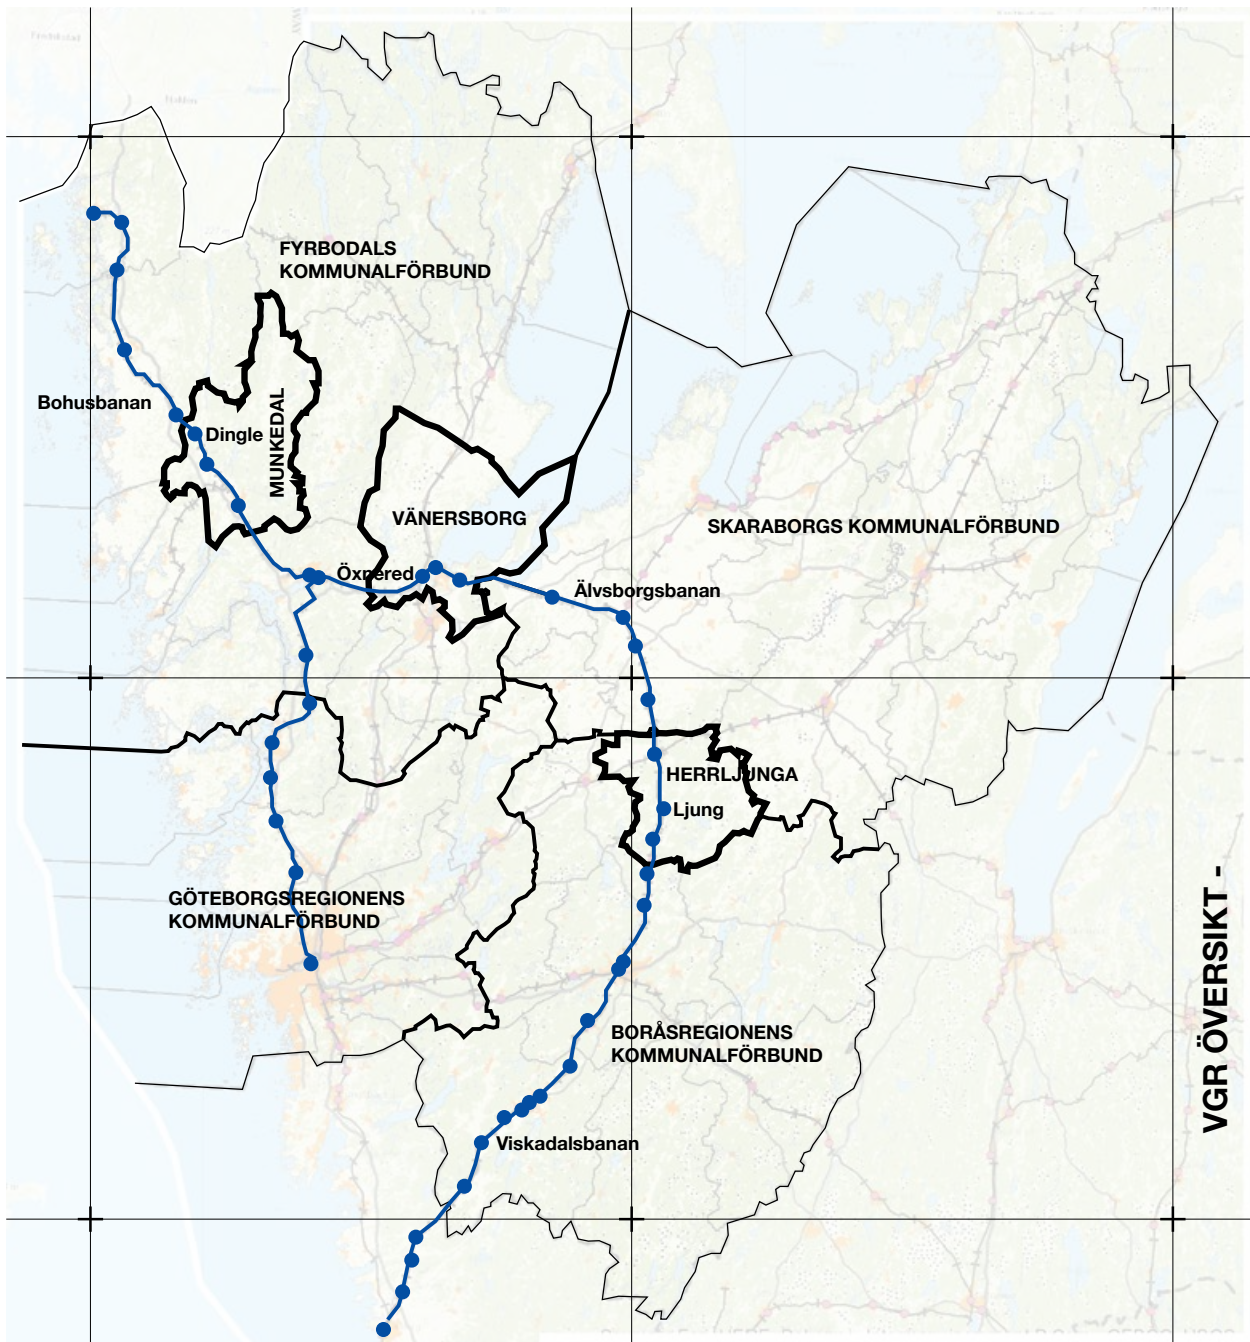 FYRBODALS
KOMMUNALFÖRBUND
Bohusbanan
Dingle
MUNKEDAL
VÄNERSBORG
SKARABORGS KOMMUNALFÖRBUND
Öxnered
Älvsborgsbanan
HERRLJUNGA
Ljung
GÖTEBORGSREGIONENS
KOMMUNALFÖRBUND
BORÅSREGIONENS
KOMMUNALFÖRBUND
Viskadalsbanan
VGR ÖVERSIKT -